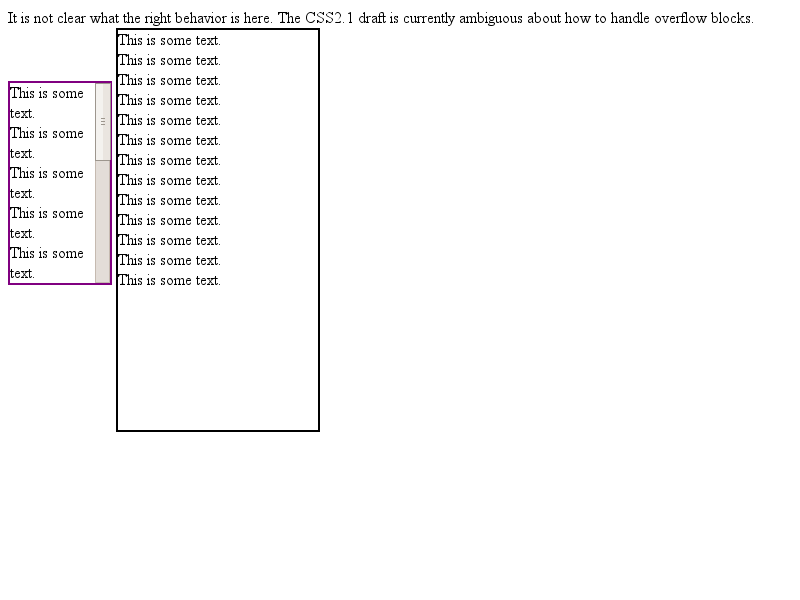 It is not clear what the right behavior is here. The CSS2.1 draft is currently ambiguous about how to handle overflow blocks.
This is some
text.
This is some
text.
This is some
text.
This is some
text.
This is some
text.
This is some text.
This is some text.
This is some text.
This is some text.
This is some text.
This is some text.
This is some text.
This is some text.
This is some text.
This is some text.
This is some text.
This is some text.
This is some text.